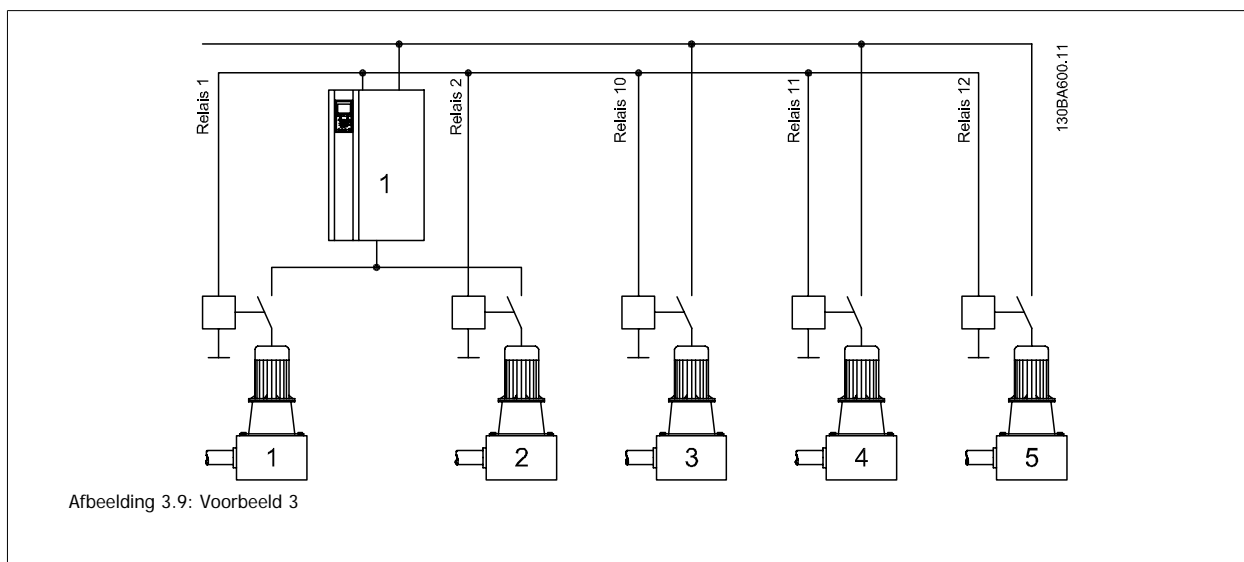 Relais 1
Relais 2
Relais 10
Relais 11
Relais 12
130BA600.11
1
1
2
3
4
5
Afbeelding 3.9: Voorbeeld 3